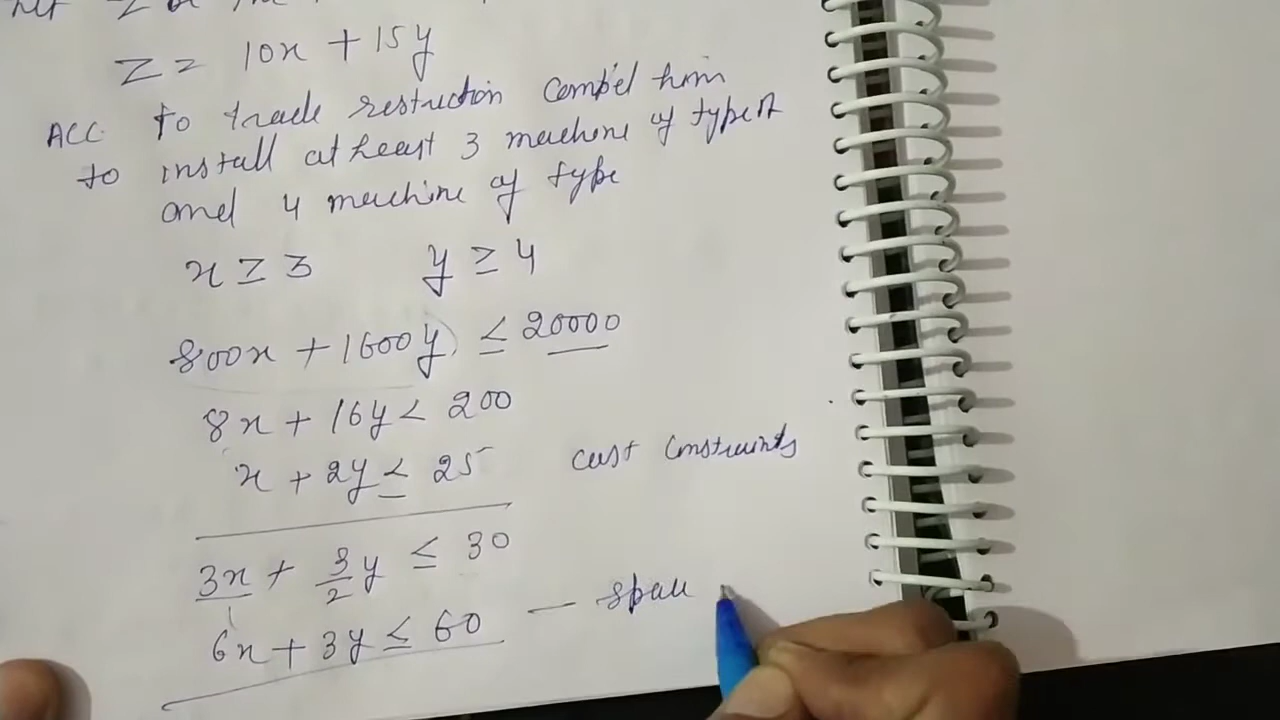 Z = 10x + 15y
ACC. to trade restruction compel him
to install at least 3 machine of type A
and 4 machine of type
x ≥ 3 y ≥ 4
800x + 1600y ≤ 20000
8x + 16y < 200
x + 2y ≤ 25 cost constraints
3x + 3/2 y ≤ 30
6x + 3y ≤ 60 — spau